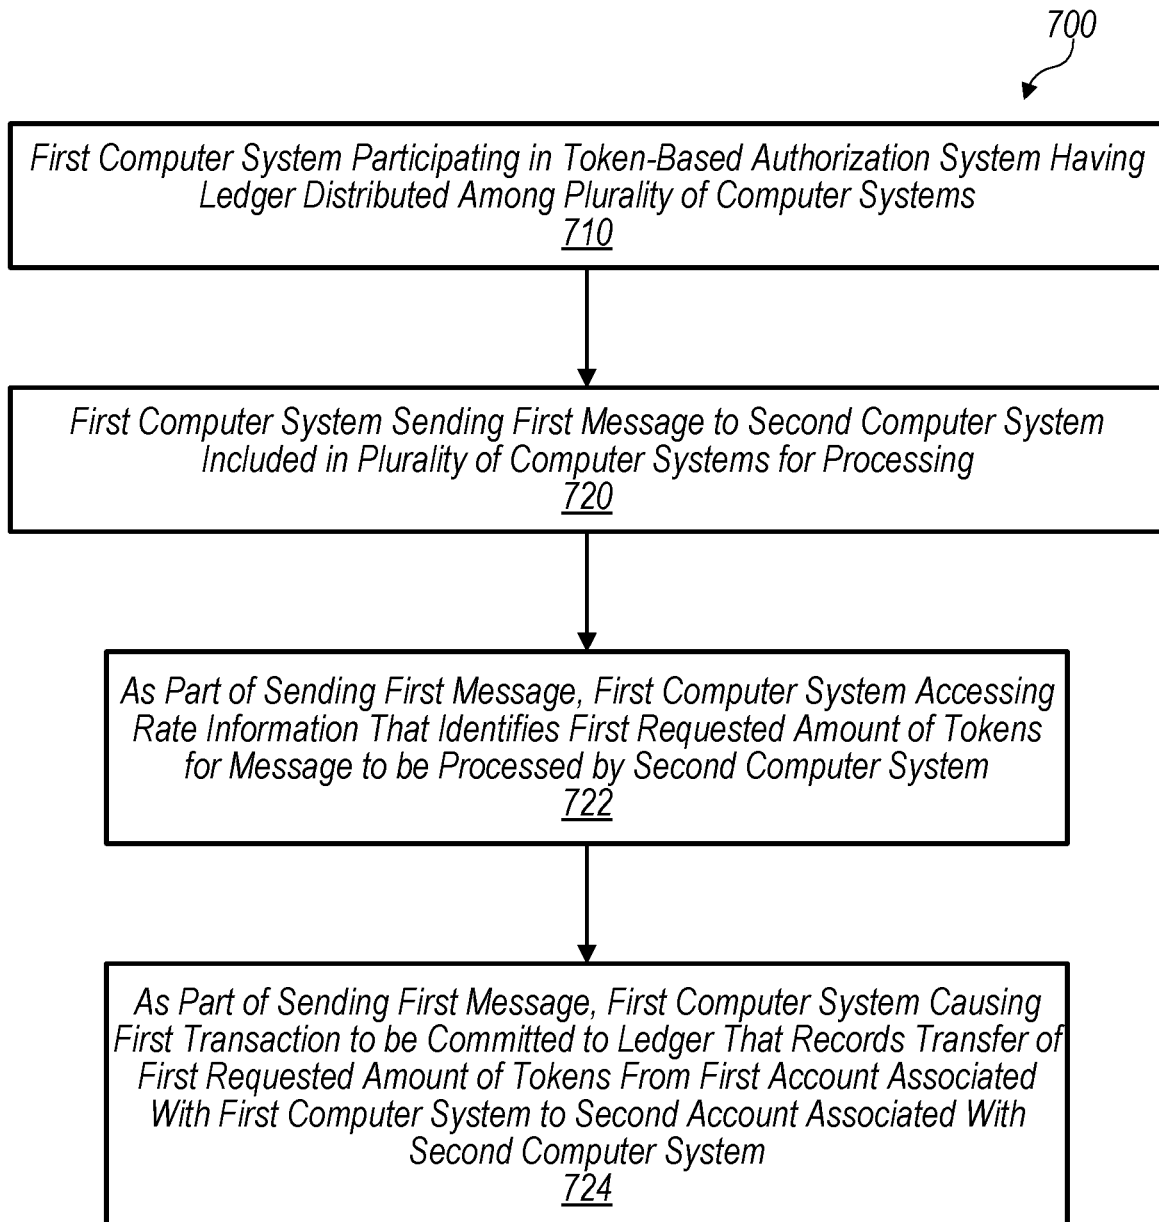 700
First Computer System Participating in Token-Based Authorization System Having
Ledger Distributed Among Plurality of Computer Systems
710
First Computer System Sending First Message to Second Computer System
Included in Plurality of Computer Systems for Processing
720
As Part of Sending First Message, First Computer System Accessing
Rate Information That Identifies First Requested Amount of Tokens
for Message to be Processed by Second Computer System
722
As Part of Sending First Message, First Computer System Causing
First Transaction to be Committed to Ledger That Records Transfer of
First Requested Amount of Tokens From First Account Associated
With First Computer System to Second Account Associated With
Second Computer System
724